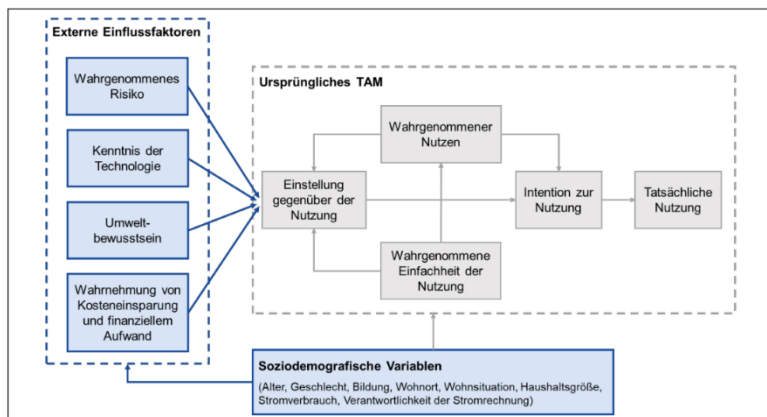 Externe Einflussfaktoren
Wahrgenommenes
Risiko
Kenntnis der
Technologie
Umwelt-
bewusstsein
Wahrnehmung von
Kosteneinsparung
und finanziellem
Aufwand
Ursprüngliches TAM
Wahrgenommener
Nutzen
Einstellung
gegenüber der
Nutzung
Intention zur
Nutzung
Tatsächliche
Nutzung
Wahrgenommene
Einfachheit der
Nutzung
Soziodemografische Variablen
(Alter, Geschlecht, Bildung, Wohnort, Wohnsituation, Haushaltsgröße,
Stromverbrauch, Verantwortlichkeit der Stromrechnung)